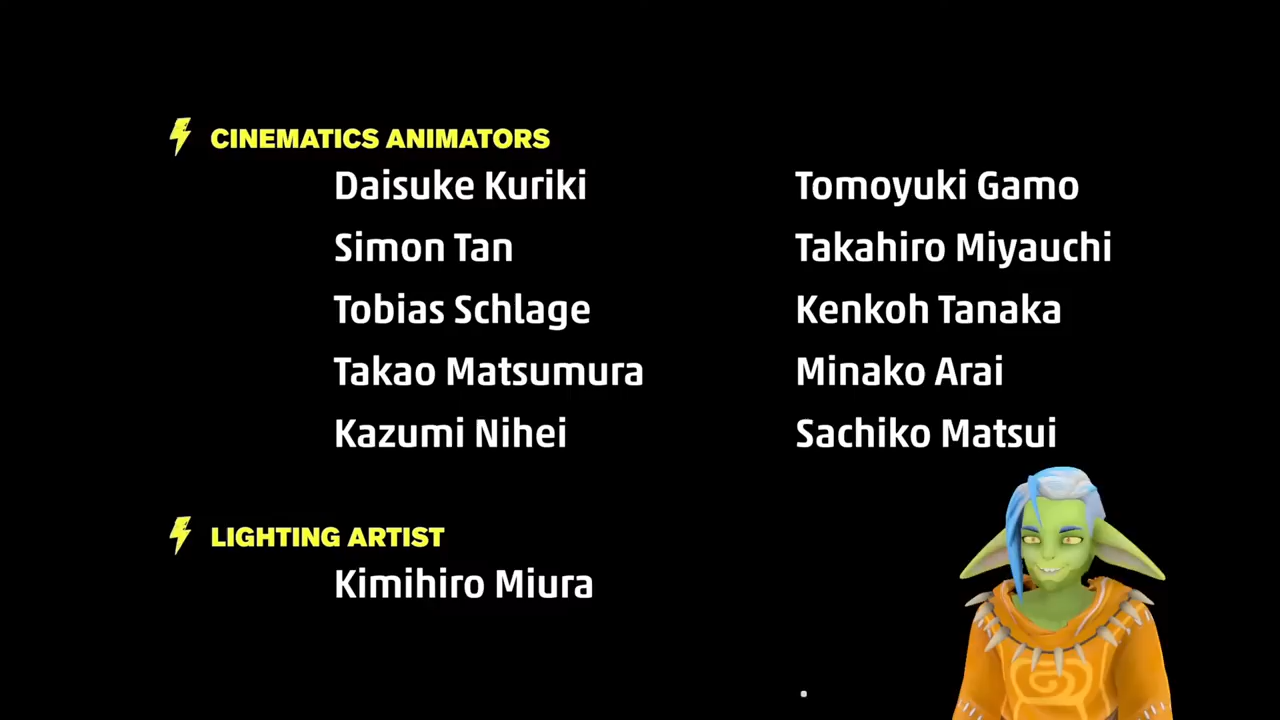 CINEMATICS ANIMATORS
Daisuke Kuriki
Tomoyuki Gamo
Simon Tan
Takahiro Miyauchi
Tobias Schlage
Kenkoh Tanaka
Takao Matsumura
Minako Arai
Kazumi Nihei
Sachiko Matsui
LIGHTING ARTIST
Kimihiro Miura